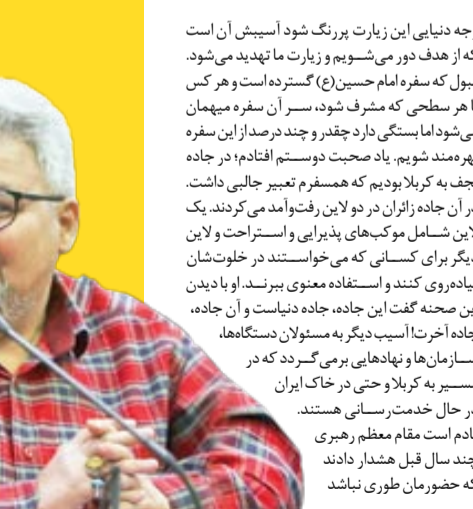 وجه دنیایی این زیارت پررنگ شود آسیبش آن است
که از هدف دور می‌شویم و زیارت ما تهدید می‌شود.
قبول که سفره امام حسین(ع) گسترده است و هر کس
با هر سطحی که مشرف شود، سر آن سفره میهمان
می‌شود اما بستگی دارد چقدر و چند درصد از این سفره
بهره‌مند شویم. یاد صحبت دوستم افتادم؛ در جاده
نجف به کربلا بودیم که همسفرم تعبیر جالبی داشت.
در آن جاده زائران در دو لاین رفت‌وآمد می‌کردند. یک
لاین شامل موکب‌های پذیرایی و استراحت و لاین
دیگر برای کسانی که می‌خواستند در خلوت‌شان
پیاده‌روی کنند و استفاده معنوی ببرند. او با دیدن
این صحنه گفت این جاده، جاده دنیاست و آن جاده،
جاده آخرت! آسیب دیگر به مسئولان دستگاه‌ها،
سازمان‌ها و نهادهایی برمی‌گردد که در
مسیر به کربلا و حتی در خاک ایران
در حال خدمت‌رسانی هستند.
یادم است مقام معظم رهبری
چند سال قبل هشدار دادند
که حضورمان طوری نباشد